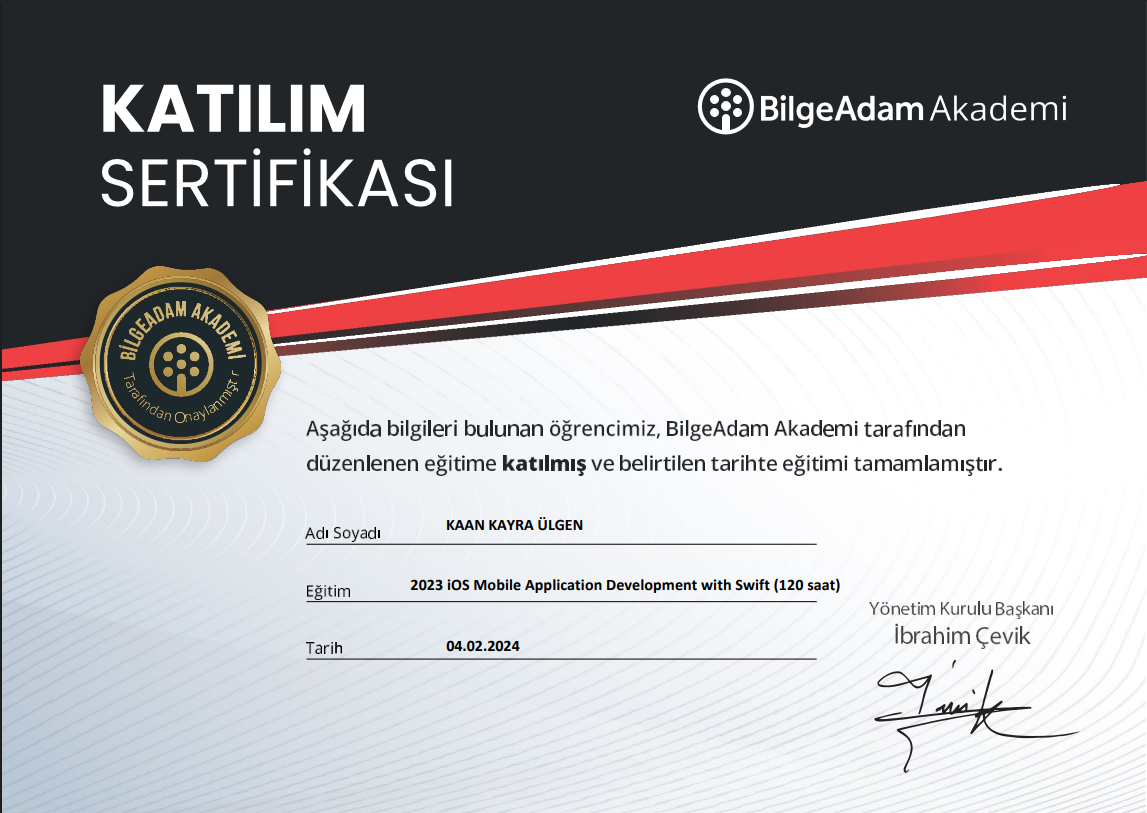 KATILIM
SERTİFİKASI
BilgeAdam Akademi
BİLGEADAM AKADEMİ
Tarafından Onaylanmıştır
Aşağıda bilgileri bulunan öğrencimiz, BilgeAdam Akademi tarafından
düzenlenen eğitime katılmış ve belirtilen tarihte eğitimi tamamlamıştır.
Adı Soyadı KAAN KAYRA ÜLGEN
Eğitim 2023 iOS Mobile Application Development with Swift (120 saat)
Tarih 04.02.2024
Yönetim Kurulu Başkanı
İbrahim Çevik